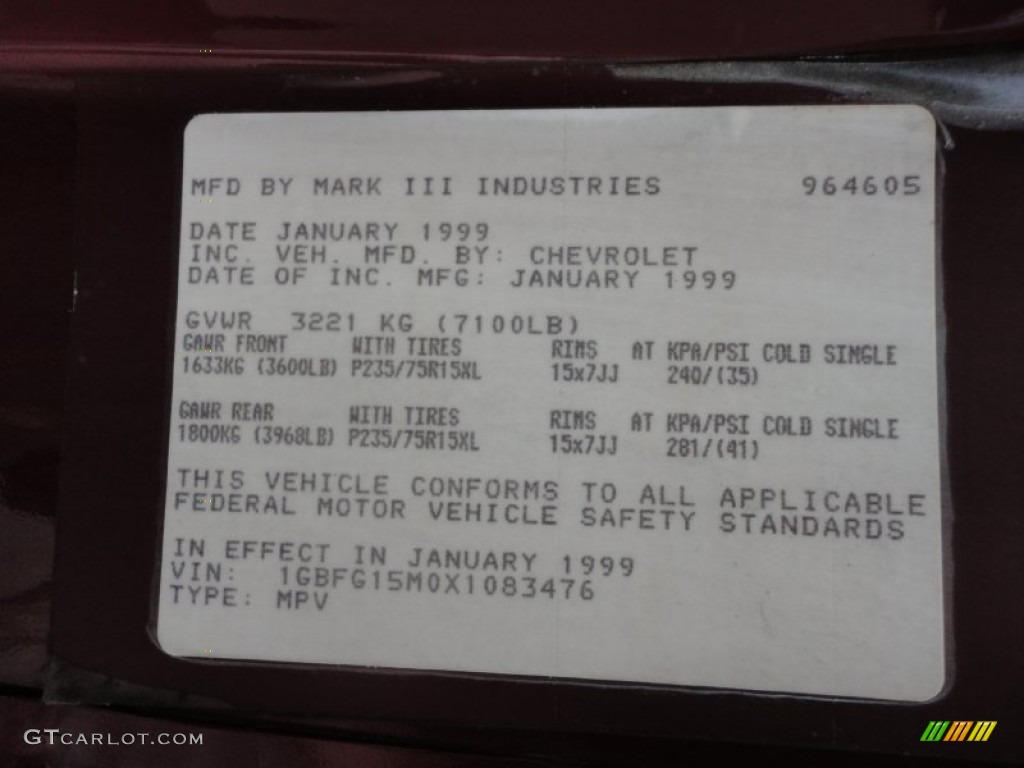 MFD BY MARK III INDUSTRIES 964605
DATE JANUARY 1999
INC. VEH. MFD. BY: CHEVROLET
DATE OF INC. MFG: JANUARY 1999
GVWR 3221 KG (7100LB)
GAWR FRONT WITH TIRES RIMS AT KPA/PSI COLD SINGLE
1633KG (3600LB) P235/75R15XL 15x7JJ 240/(35)
GAWR REAR WITH TIRES RIMS AT KPA/PSI COLD SINGLE
1800KG (3968LB) P235/75R15XL 15x7JJ 281/(41)
THIS VEHICLE CONFORMS TO ALL APPLICABLE
FEDERAL MOTOR VEHICLE SAFETY STANDARDS
IN EFFECT IN JANUARY 1999
VIN: 1GBFG15M0X1083476
TYPE: MPV
GTCARLOT.COM